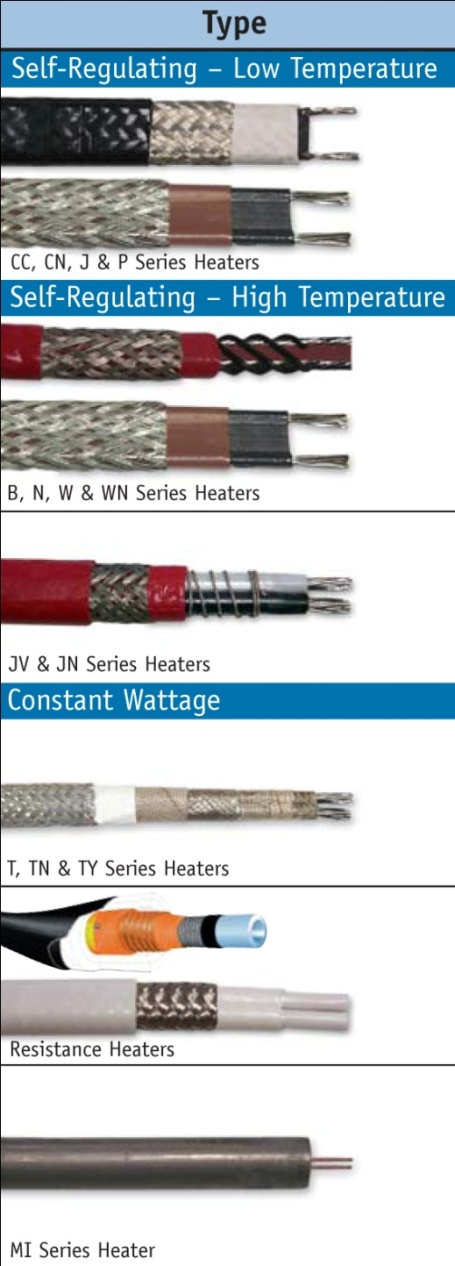 Type
Self-Regulating – Low Temperature
CC, CN, J & P Series Heaters
Self-Regulating – High Temperature
B, N, W & WN Series Heaters
JV & JN Series Heaters
Constant Wattage
T, TN & TY Series Heaters
Resistance Heaters
MI Series Heater